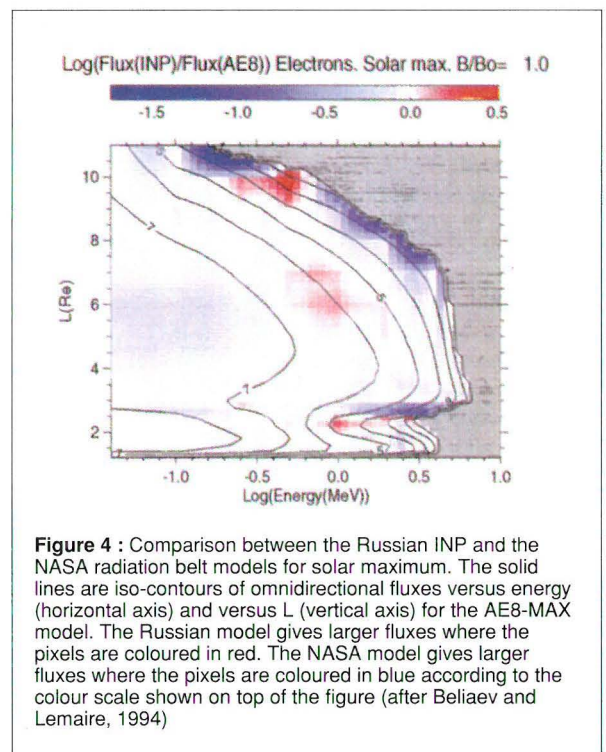 Log(Flux(INP)/Flux(AE8)) Electrons. Solar max. B/Bo= 1.0
-1.5 -1.0 -0.5 0.0 0.5
10
8
6
4
2
L(Re)
7
6
7
-1.0 -0.5 0.0 0.5 1.0
Log(Energy(MeV))
Figure 4 : Comparison between the Russian INP and the
NASA radiation belt models for solar maximum. The solid
lines are iso-contours of omnidirectional fluxes versus energy
(horizontal axis) and versus L (vertical axis) for the AE8-MAX
model. The Russian model gives larger fluxes where the
pixels are coloured in red. The NASA model gives larger
fluxes where the pixels are coloured in blue according to the
colour scale shown on top of the figure (after Beliaev and
Lemaire, 1994)